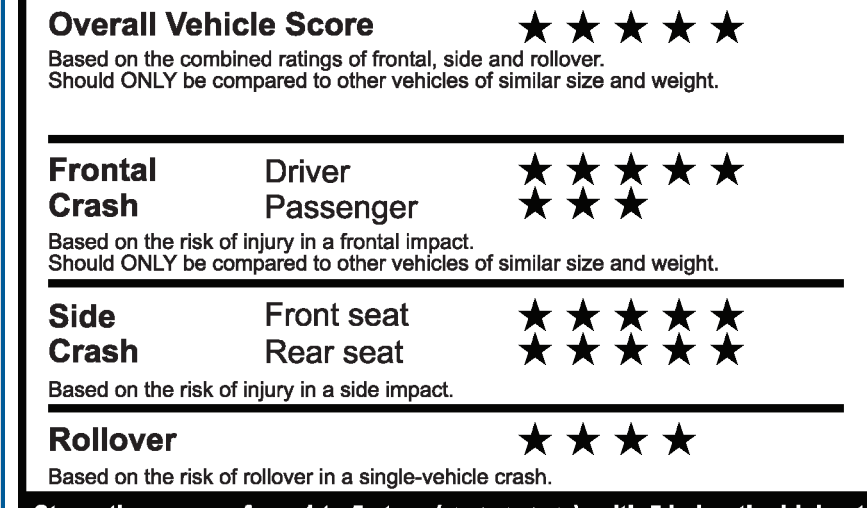 Overall Vehicle Score ★ ★ ★ ★ ★
Based on the combined ratings of frontal, side and rollover.
Should ONLY be compared to other vehicles of similar size and weight.
Frontal Driver ★ ★ ★ ★ ★
Crash Passenger ★ ★ ★
Based on the risk of injury in a frontal impact.
Should ONLY be compared to other vehicles of similar size and weight.
Side Front seat ★ ★ ★ ★ ★
Crash Rear seat ★ ★ ★ ★ ★
Based on the risk of injury in a side impact.
Rollover ★ ★ ★ ★
Based on the risk of rollover in a single-vehicle crash.